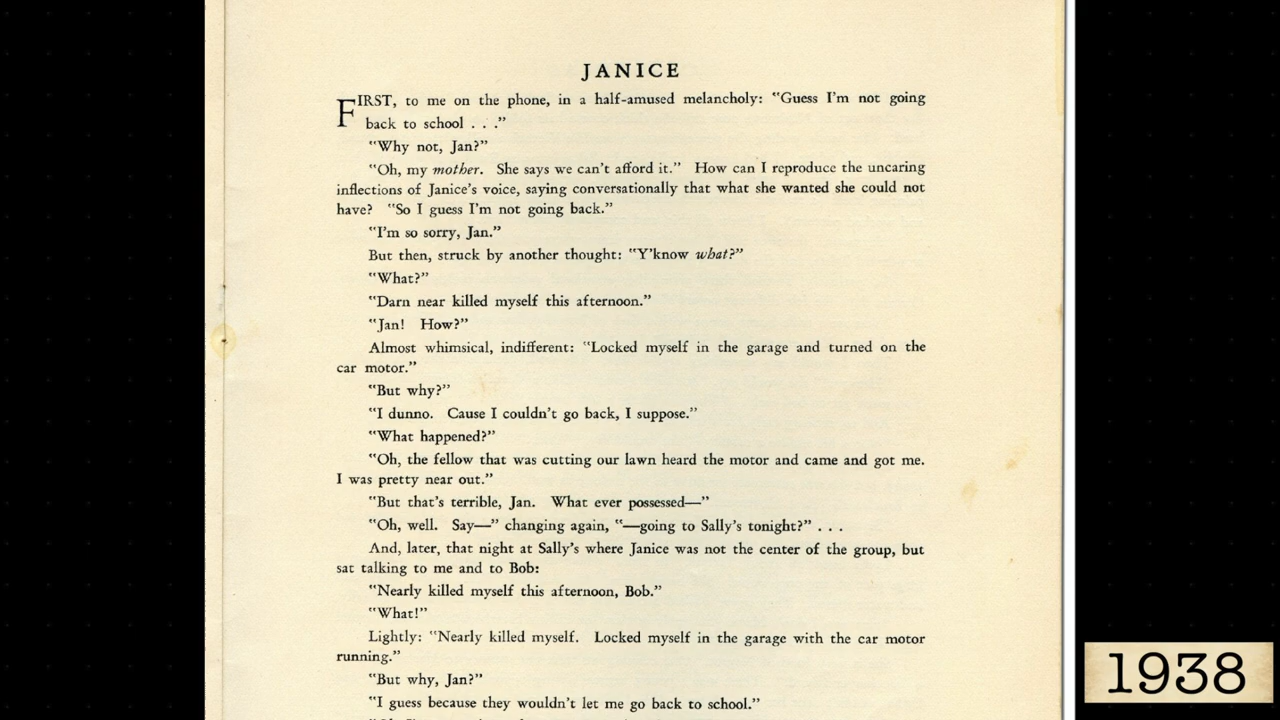 JANICE
FIRST, to me on the phone, in a half-amused melancholy: "Guess I'm not going
back to school . . ."
"Why not, Jan?"
"Oh, my mother. She says we can't afford it." How can I reproduce the uncaring
inflections of Janice's voice, saying conversationally that what she wanted she could not
have? "So I guess I'm not going back."
"I'm so sorry, Jan."
But then, struck by another thought: "Y'know what?"
"What?"
"Darn near killed myself this afternoon."
"Jan! How?"
Almost whimsical, indifferent: "Locked myself in the garage and turned on the
car motor."
"But why?"
"I dunno. Cause I couldn't go back, I suppose."
"What happened?"
"Oh, the fellow that was cutting our lawn heard the motor and came and got me.
I was pretty near out."
"But that's terrible, Jan. What ever possessed—"
"Oh, well. Say—" changing again, "—going to Sally's tonight?" . . .
And, later, that night at Sally's where Janice was not the center of the group, but
sat talking to me and to Bob:
"Nearly killed myself this afternoon, Bob."
"What!"
Lightly: "Nearly killed myself. Locked myself in the garage with the car motor
running."
"But why, Jan?"
"I guess because they wouldn't let me go back to school."
1938